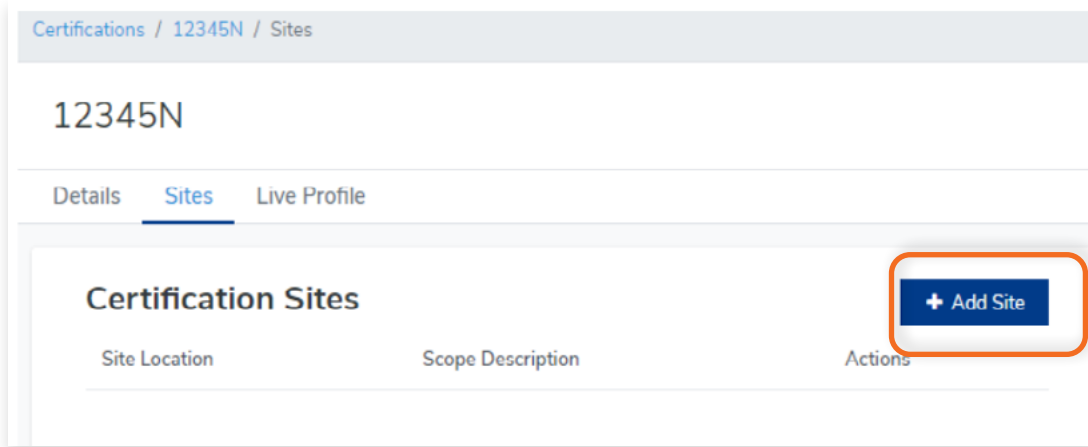 Certifications / 12345N / Sites
12345N
Details Sites Live Profile
Certification Sites
+ Add Site
Site Location Scope Description Actions